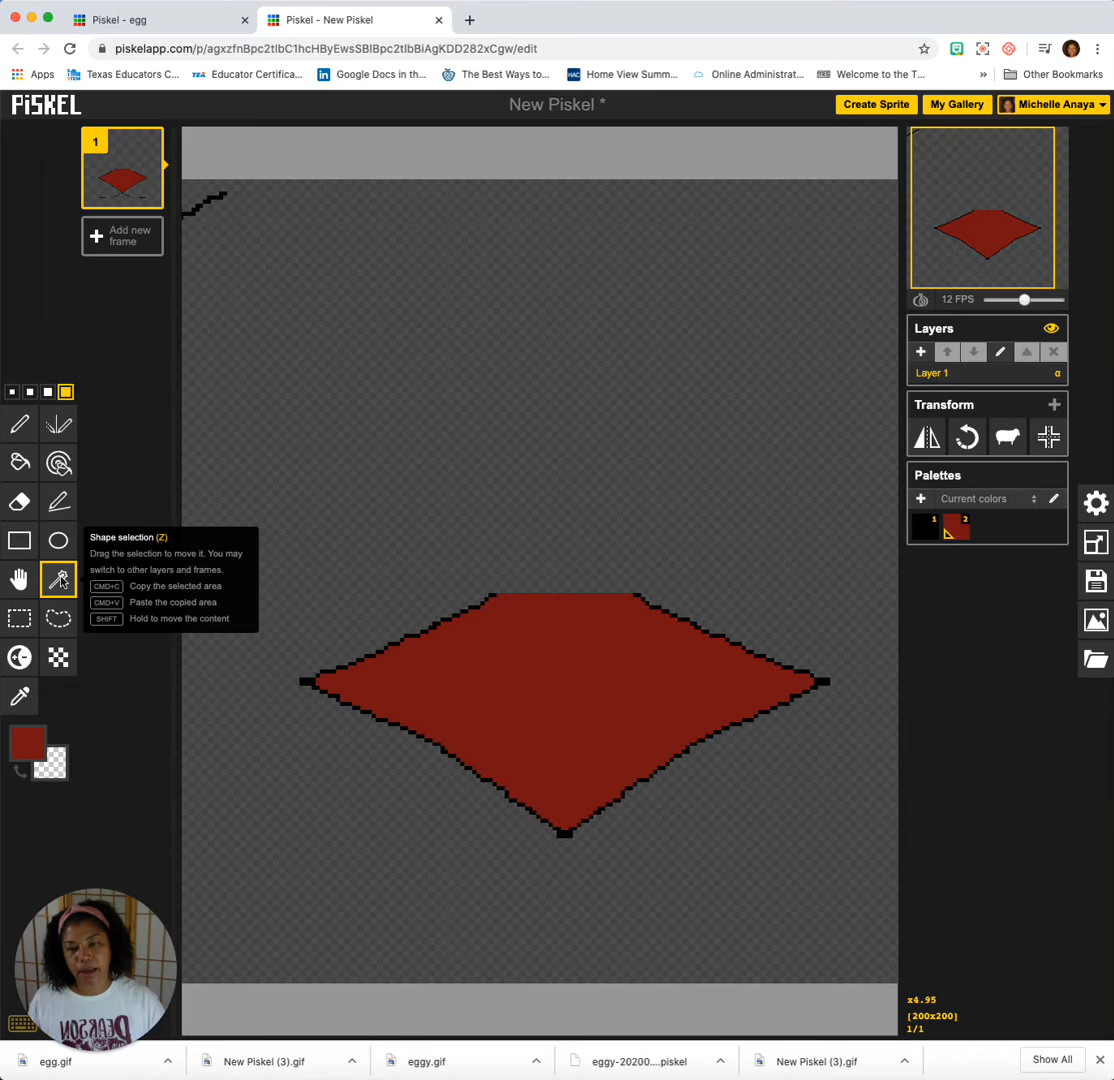 Piskel - egg
Piskel - New Piskel
piskelapp.com/p/agxzfnBpc2tlbC1hcHByEwsSBlBpc2tlbBiAgKDD282xCgw/edit
Apps
Texas Educators C...
TEA Educator Certifica...
Google Docs in th...
The Best Ways to...
HAC Home View Summ...
Online Administrat...
Welcome to the T...
»
Other Bookmarks
PiSKEL
New Piskel *
Create Sprite
My Gallery
Michelle Anaya
1
Add new
frame
12 FPS
Layers
Layer 1
α
Transform
Palettes
Current colors
1
2
Shape selection (Z)
Drag the selection to move it. You may
switch to other layers and frames.
CMD+C Copy the selected area
CMD+V Paste the copied area
SHIFT Hold to move the content
x4.95
[200x200]
1/1
egg.gif
New Piskel (3).gif
eggy.gif
eggy-20200....piskel
New Piskel (3).gif
Show All